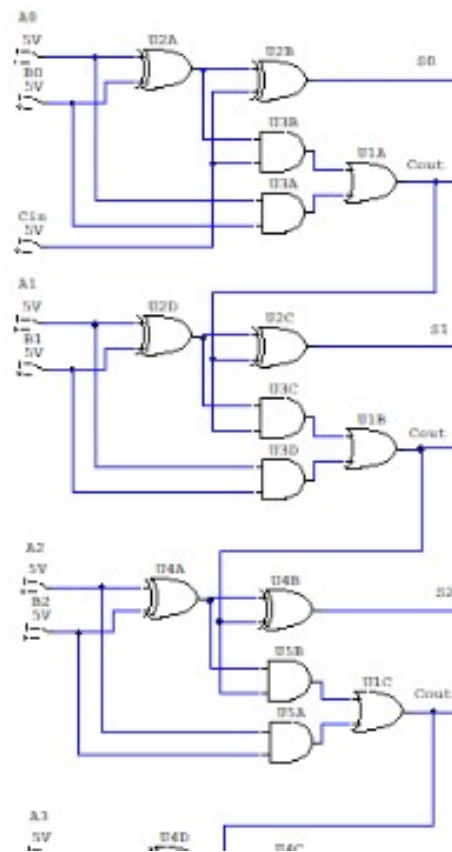 A0
5V
U2A
U2B
S0
B0
5V
U3B
U1A
Cout
U3A
Cin
5V
A1
5V
U2D
U2C
S1
B1
5V
U3C
U1B
Cout
U3D
A2
5V
U4A
U4B
S2
B2
5V
U5B
U1C
Cout
U5A
A3
5V
U4D
U4C